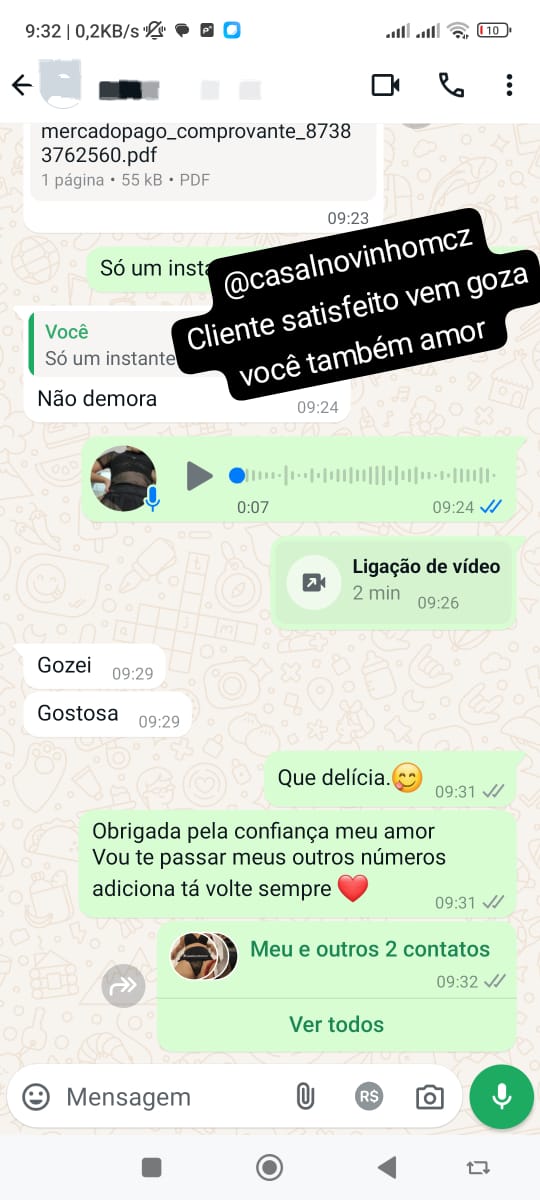 9:32 | 0,2KB/s
10
mercadopago_comprovante_8738
3762560.pdf
1 página • 55 kB • PDF
09:23
Só um insta
@casalnovinhomcz
Cliente satisfeito vem goza
você também amor
Você
Só um instante
Não demora
09:24
0:07
09:24
Ligação de vídeo
2 min
09:26
Gozei
09:29
Gostosa
09:29
Que delícia.😋
09:31
Obrigada pela confiança meu amor
Vou te passar meus outros números
adiciona tá volte sempre ❤️
09:31
Meu e outros 2 contatos
09:32
Ver todos
Mensagem
R$